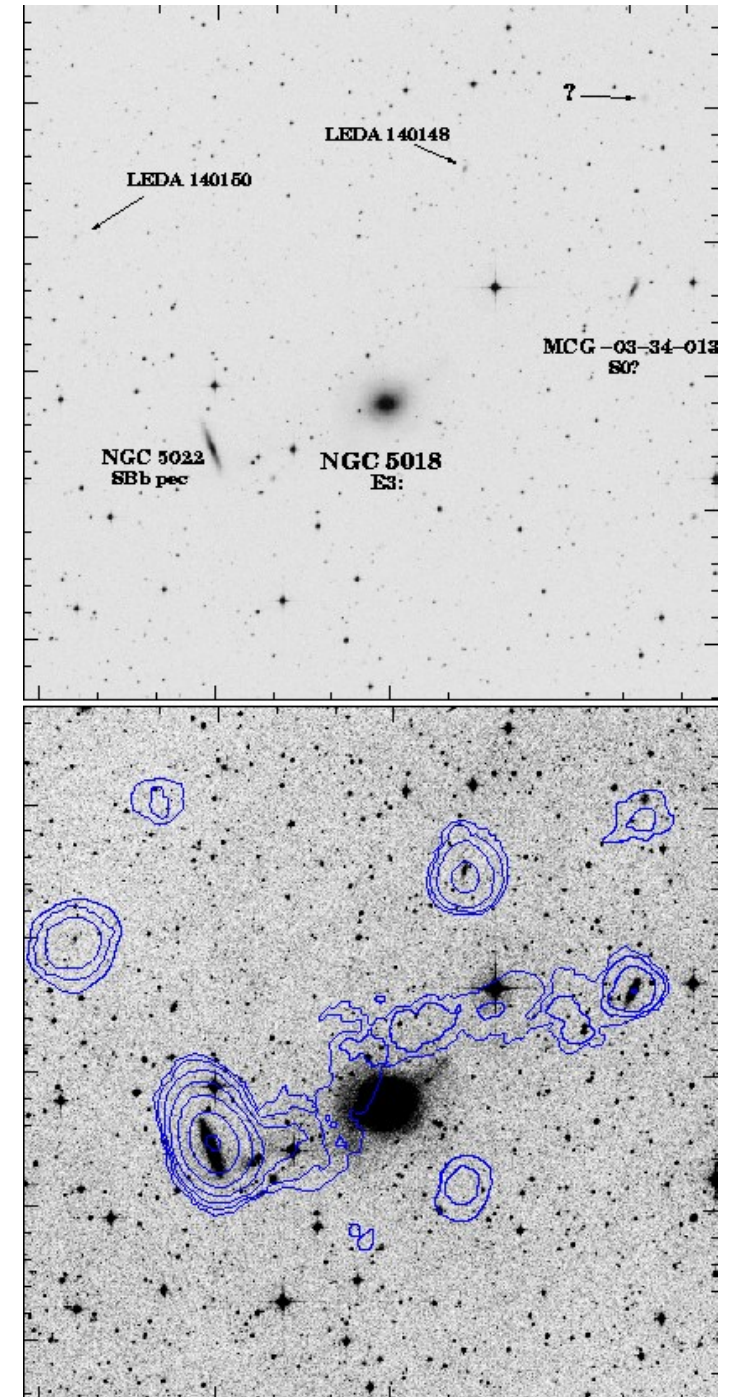 ?
LEDA 140148
LEDA 140150
MCG -03-34-013
S0?
NGC 5022
SBb pec
NGC 5018
E3: